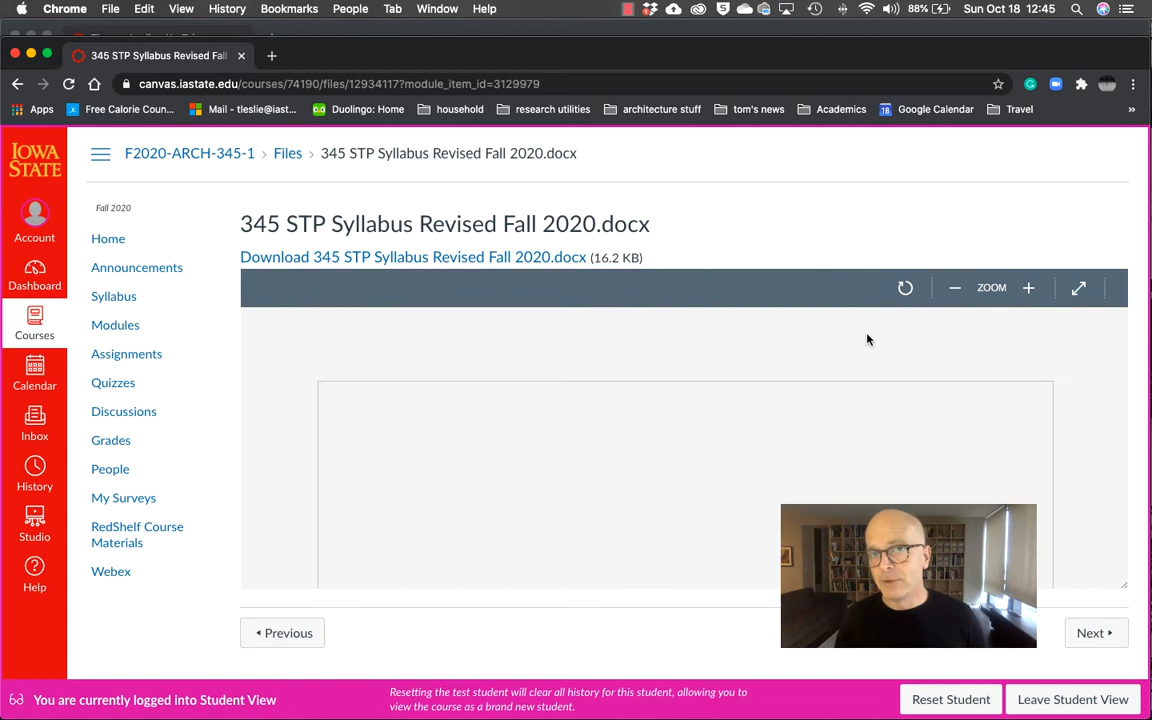 Chrome File Edit View History Bookmarks People Tab Window Help 88% Sun Oct 18 12:45
345 STP Syllabus Revised Fall
canvas.iastate.edu/courses/74190/files/12934117?module_item_id=3129979
Apps Free Calorie Coun... Mail - tleslie@iast... Duolingo: Home household research utilities architecture stuff tom's news Academics 18 Google Calendar Travel »
IOWA STATE
Account
Dashboard
Courses
Calendar
Inbox
History
Studio
Help
F2020-ARCH-345-1 › Files › 345 STP Syllabus Revised Fall 2020.docx
Fall 2020
Home
Announcements
Syllabus
Modules
Assignments
Quizzes
Discussions
Grades
People
My Surveys
RedShelf Course
Materials
Webex
345 STP Syllabus Revised Fall 2020.docx
Download 345 STP Syllabus Revised Fall 2020.docx (16.2 KB)
ZOOM
Previous
Next
You are currently logged into Student View
Resetting the test student will clear all history for this student, allowing you to
view the course as a brand new student.
Reset Student
Leave Student View